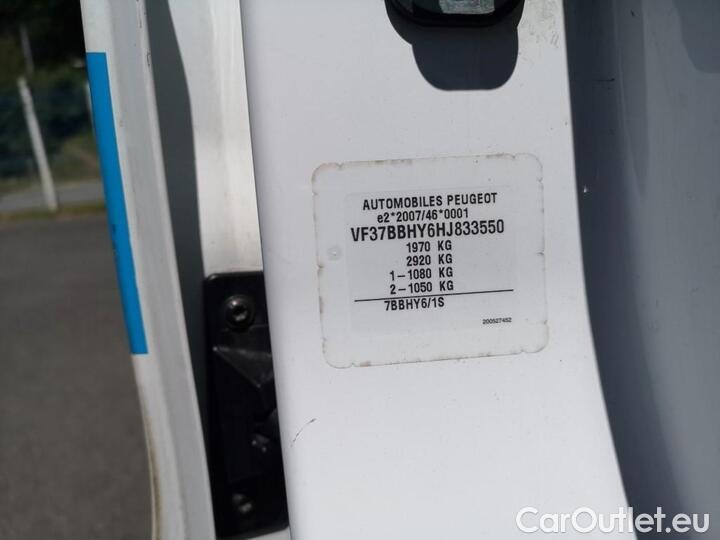 AUTOMOBILES PEUGEOT
e2*2007/46*0001
VF37BBHY6HJ833550
1970 KG
2920 KG
1-1080 KG
2-1050 KG
7BBHY6/1S
200527452
CarOutlet.eu